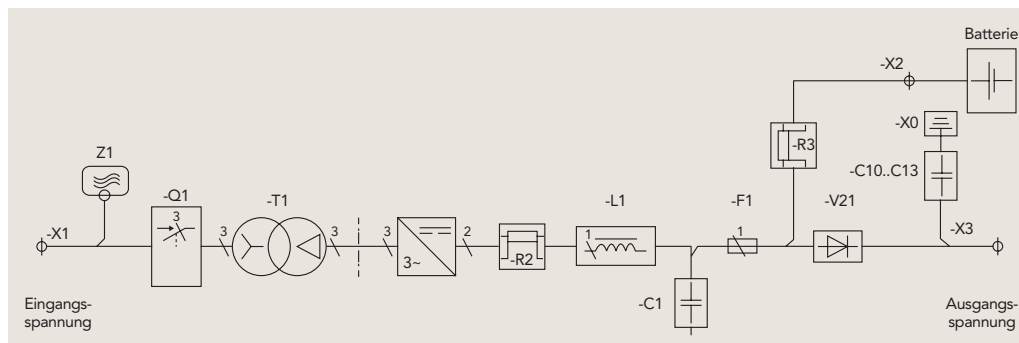 Batterie
-X2
-X0
-R3
-C10..C13
Z1
-Q1
-T1
-L1
-F1
-V21
-X1
3
3
3
3
2
1
1
-X3
3~
-R2
-C1
Eingangs-
spannung
Ausgangs-
spannung